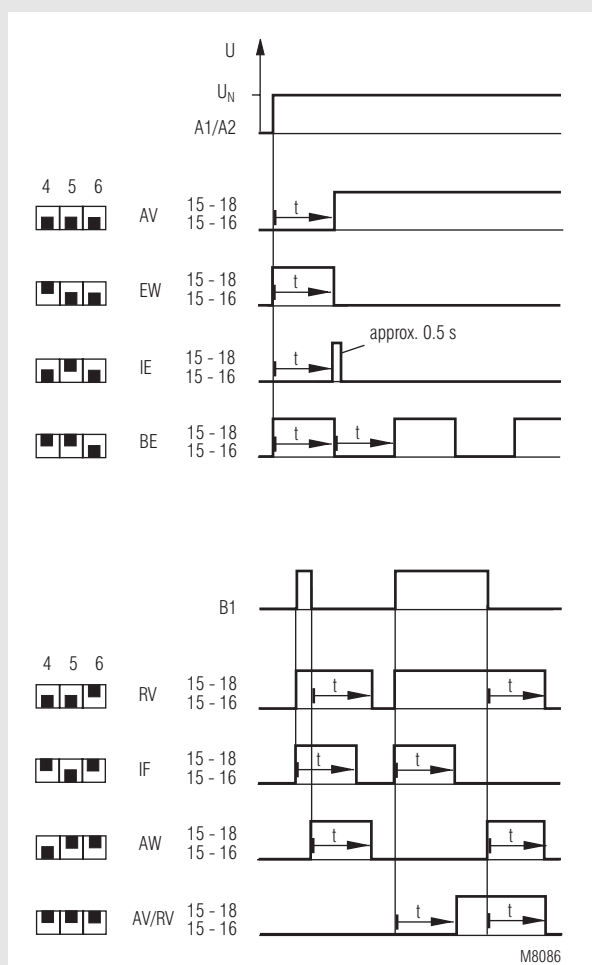 U
U_N
A1/A2
4 5 6
AV 15 - 18
15 - 16
t
EW 15 - 18
15 - 16
t
approx. 0.5 s
IE 15 - 18
15 - 16
t
BE 15 - 18
15 - 16
t t
B1
4 5 6
RV 15 - 18
15 - 16
t t
IF 15 - 18
15 - 16
t t
AW 15 - 18
15 - 16
t t
AV/RV 15 - 18
15 - 16
t t
M8086